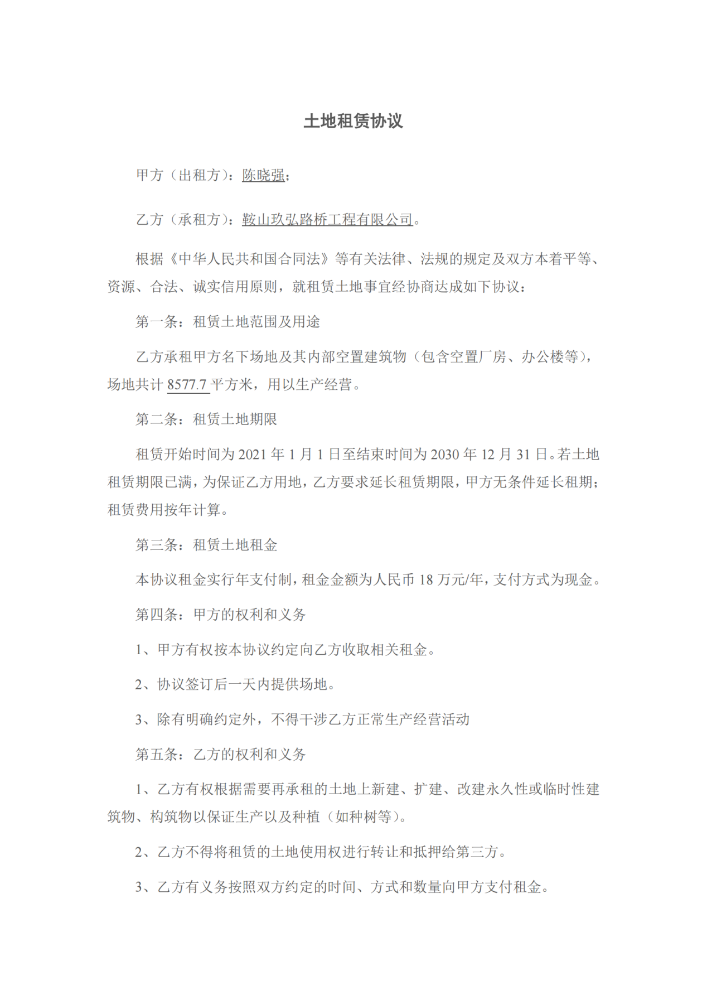 土地租赁协议
甲方（出租方）：陈晓强；
乙方（承租方）：鞍山玖弘路桥工程有限公司。
根据《中华人民共和国合同法》等有关法律、法规的规定及双方本着平等、
资源、合法、诚实信用原则，就租赁土地事宜经协商达成如下协议：
第一条：租赁土地范围及用途
乙方承租甲方名下场地及其内部空置建筑物（包含空置厂房、办公楼等），
场地共计 8577.7 平方米，用以生产经营。
第二条：租赁土地期限
租赁开始时间为 2021 年 1 月 1 日至结束时间为 2030 年 12 月 31 日。若土地
租赁期限已满，为保证乙方用地，乙方要求延长租赁期限，甲方无条件延长租期；
租赁费用按年计算。
第三条：租赁土地租金
本协议租金实行年支付制，租金金额为人民币 18 万元/年，支付方式为现金。
第四条：甲方的权利和义务
1、甲方有权按本协议约定向乙方收取相关租金。
2、协议签订后一天内提供场地。
3、除有明确约定外，不得干涉乙方正常生产经营活动
第五条：乙方的权利和义务
1、乙方有权根据需要再承租的土地上新建、扩建、改建永久性或临时性建
筑物、构筑物以保证生产以及种植（如种树等）。
2、乙方不得将租赁的土地使用权进行转让和抵押给第三方。
3、乙方有义务按照双方约定的时间、方式和数量向甲方支付租金。